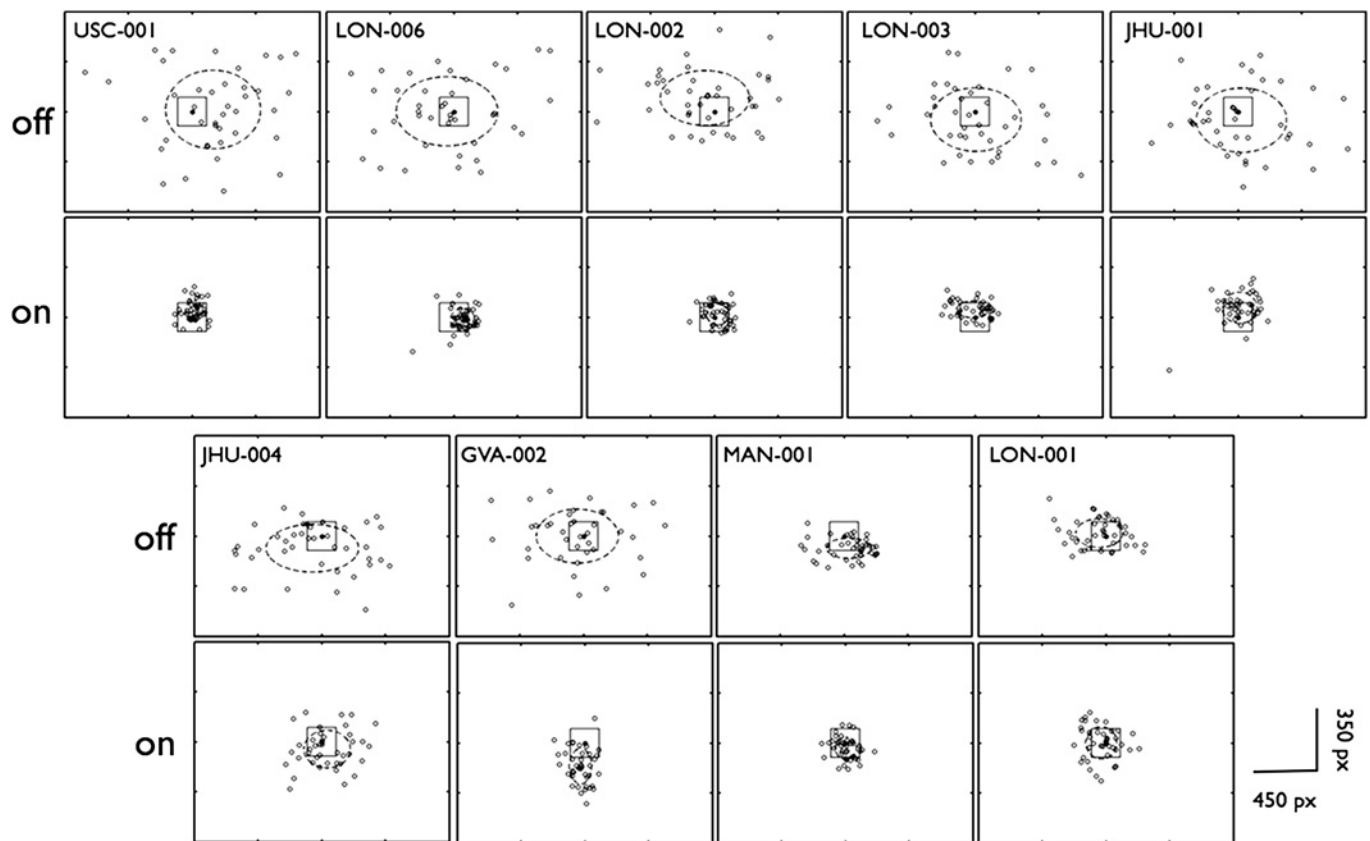 USC-001 LON-006 LON-002 LON-003 JHU-001
off
on
JHU-004 GVA-002 MAN-001 LON-001
off
on
350 px
450 px